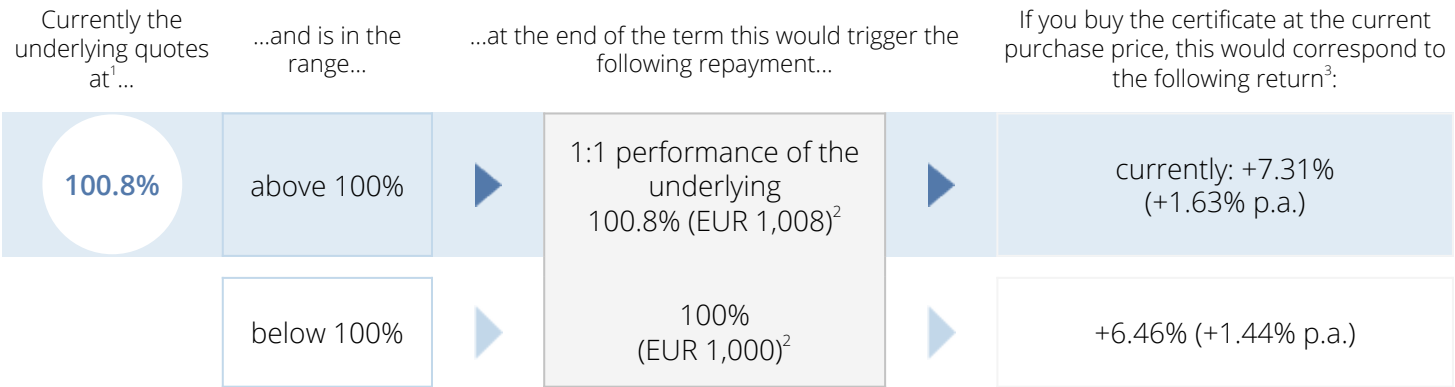 Currently the
underlying quotes
at¹...
...and is in the
range...
...at the end of the term this would trigger the
following repayment...
If you buy the certificate at the current
purchase price, this would correspond to
the following return³:
100.8%
above 100%
1:1 performance of the
underlying
100.8% (EUR 1,008)²
currently: +7.31%
(+1.63% p.a.)
below 100%
100%
(EUR 1,000)²
+6.46% (+1.44% p.a.)